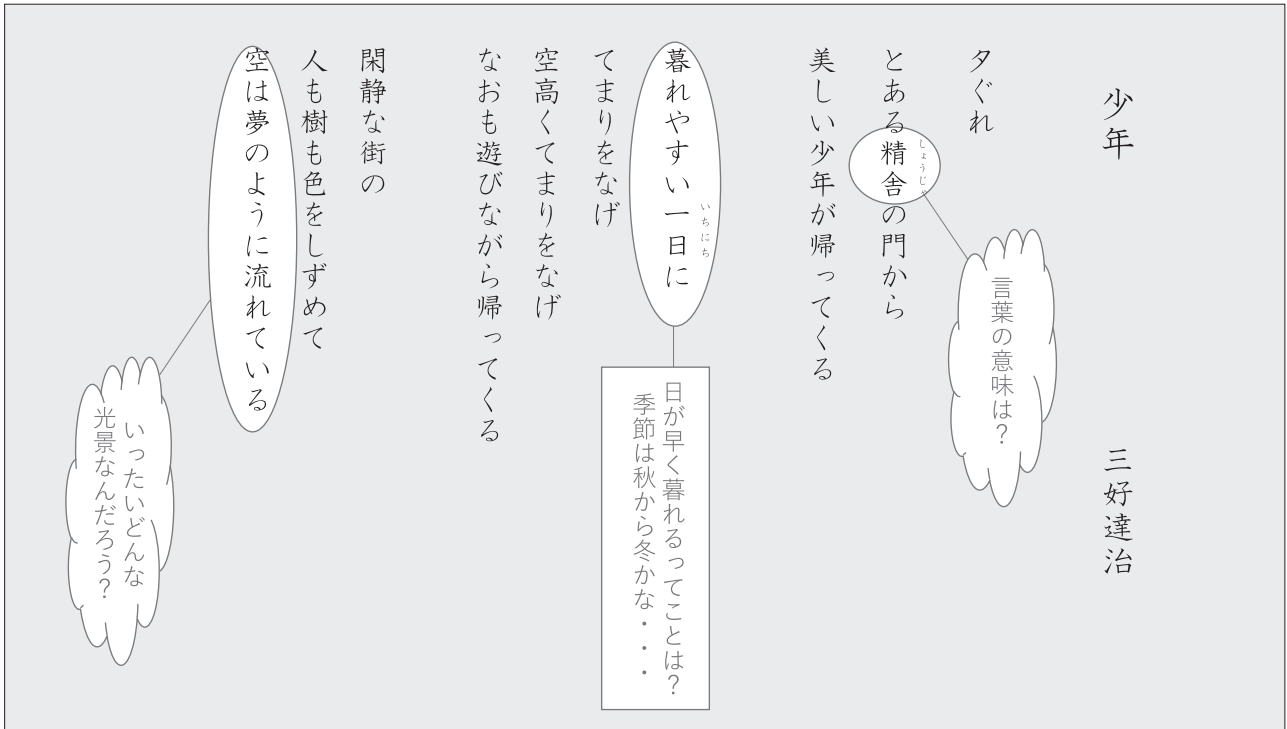 少年
三好達治
夕ぐれ
とある精舎の門から
しょうじゃ
言葉の意味は?
美しい少年が帰ってくる
暮れやすい一日に
いちにち
日が早く暮れるってことは?
季節は秋から冬かな・・・
てまりをなげ
空高くてまりをなげ
なおも遊びながら帰ってくる
閑静な街の
人も樹も色をしずめて
空は夢のように流れている
いったいどんな
光景なんだろう?